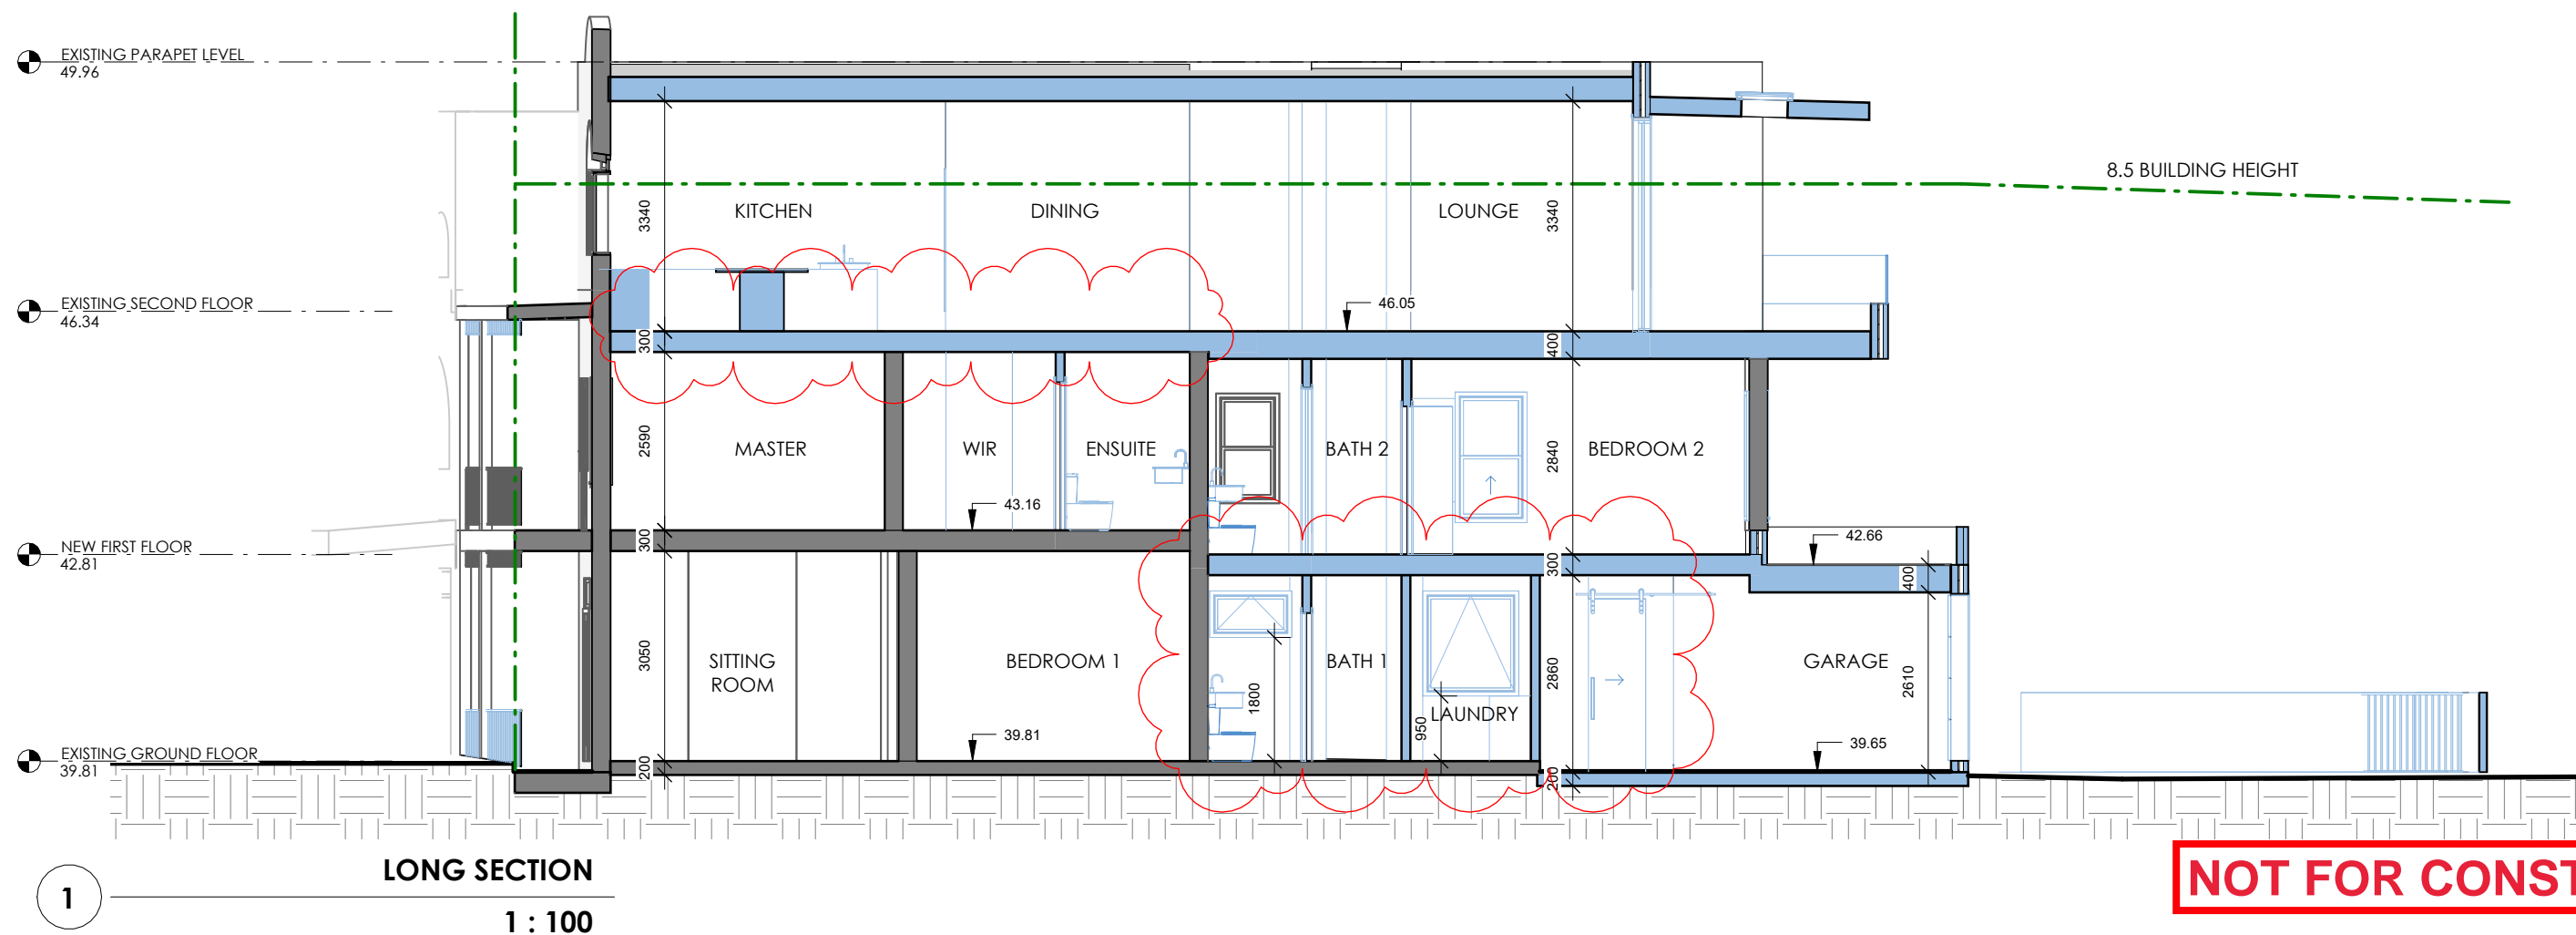 EXISTING PARAPET LEVEL
49.96
8.5 BUILDING HEIGHT
3340
KITCHEN
DINING
LOUNGE
3340
EXISTING SECOND FLOOR
46.34
46.05
300
400
2590
MASTER
WIR
ENSUITE
BATH 2
2840
BEDROOM 2
43.16
NEW FIRST FLOOR
42.81
300
300
42.66
400
3050
SITTING
ROOM
BEDROOM 1
BATH 1
2860
GARAGE
2610
1800
950
LAUNDRY
EXISTING GROUND FLOOR
39.81
39.81
39.65
200
200
LONG SECTION
1
1 : 100
NOT FOR CONST